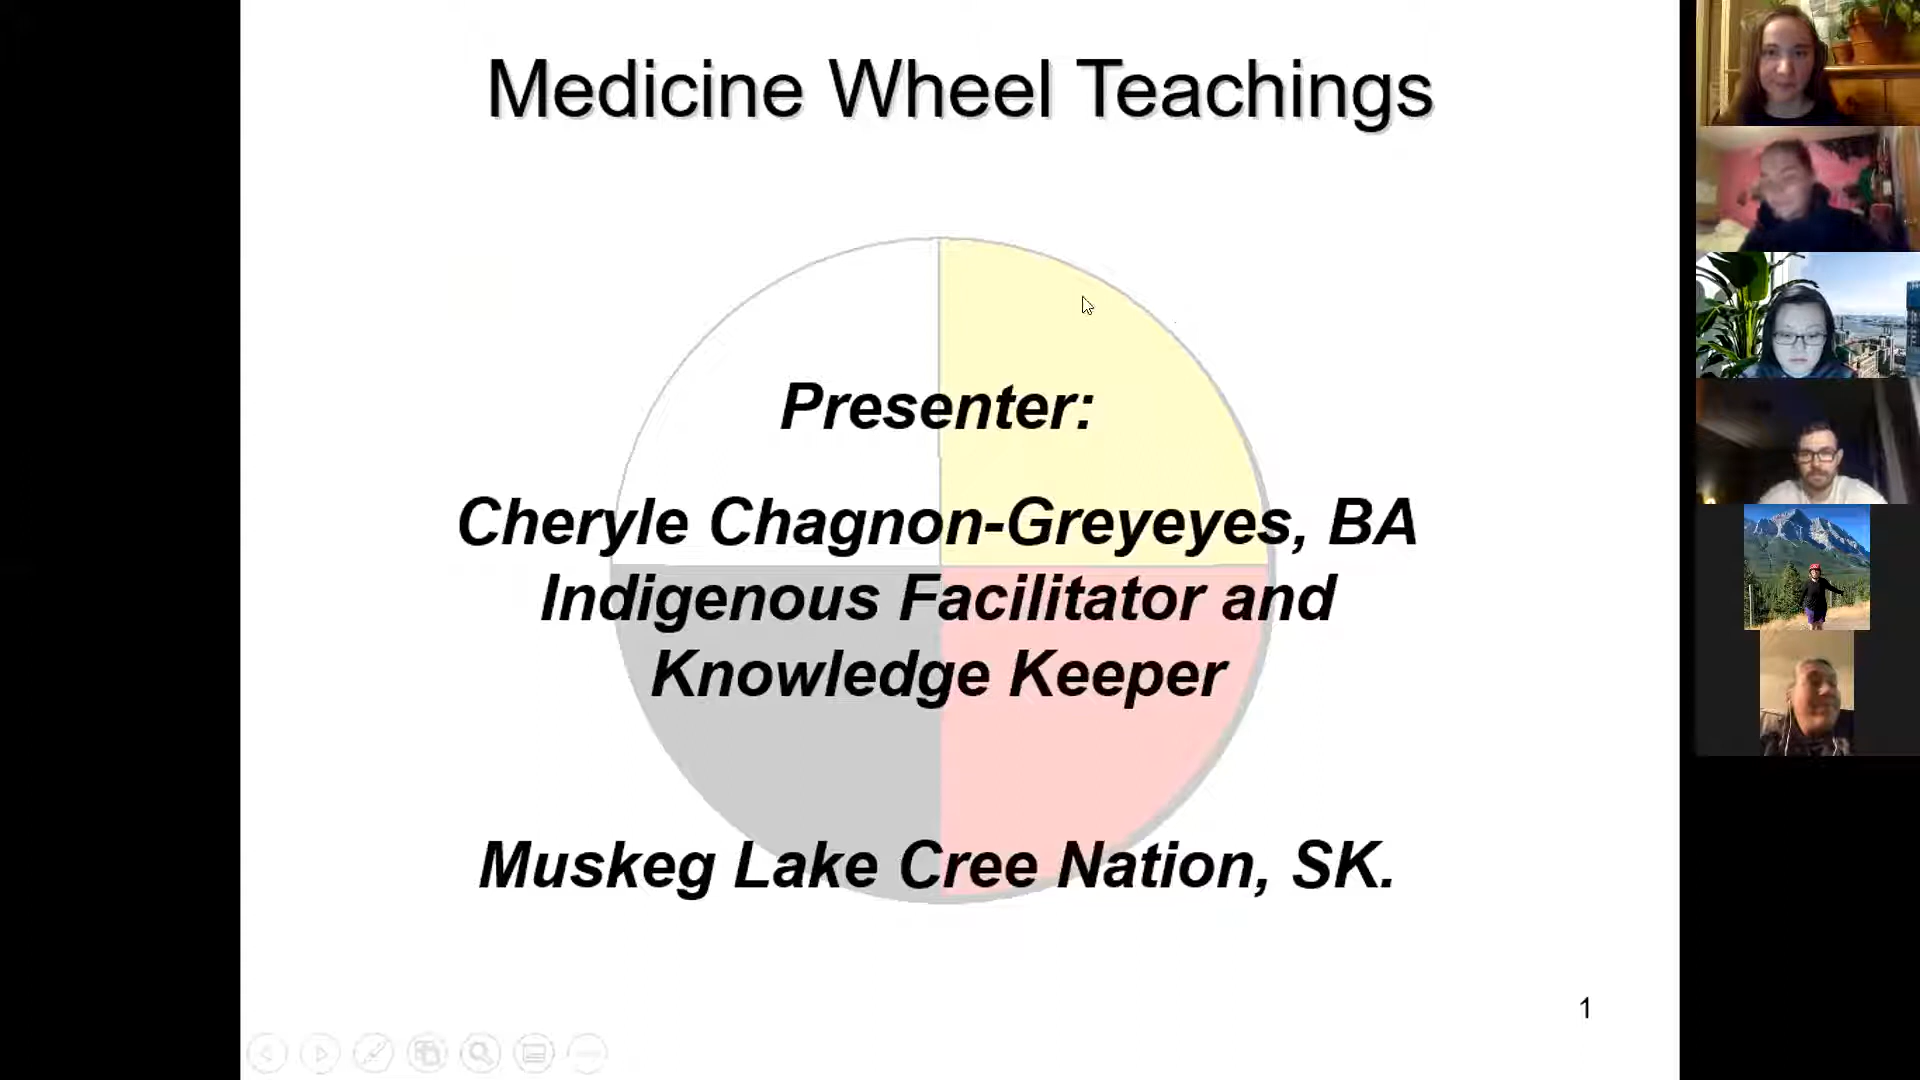 Medicine Wheel Teachings
Presenter:
Cheryle Chagnon-Greyeyes, BA
Indigenous Facilitator and
Knowledge Keeper
Muskeg Lake Cree Nation, SK.
1